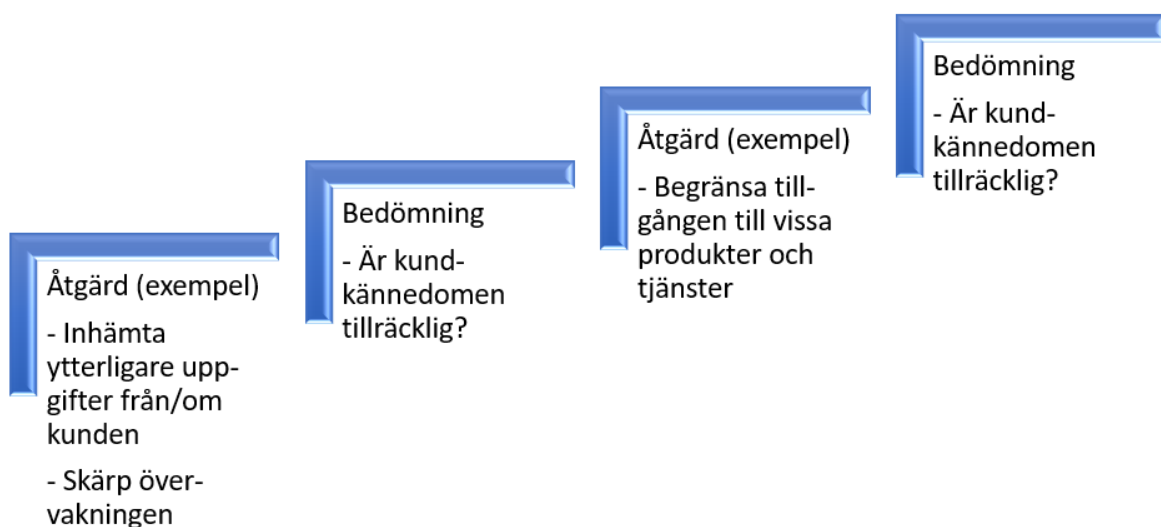 Åtgärd (exempel)
- Inhämta
ytterligare upp-
gifter från/om
kunden
- Skärp över-
vakningen
Bedömning
- Är kund-
kännedomen
tillräcklig?
Åtgärd (exempel)
- Begränsa till-
gången till vissa
produkter och
tjänster
Bedömning
- Är kund-
kännedomen
tillräcklig?